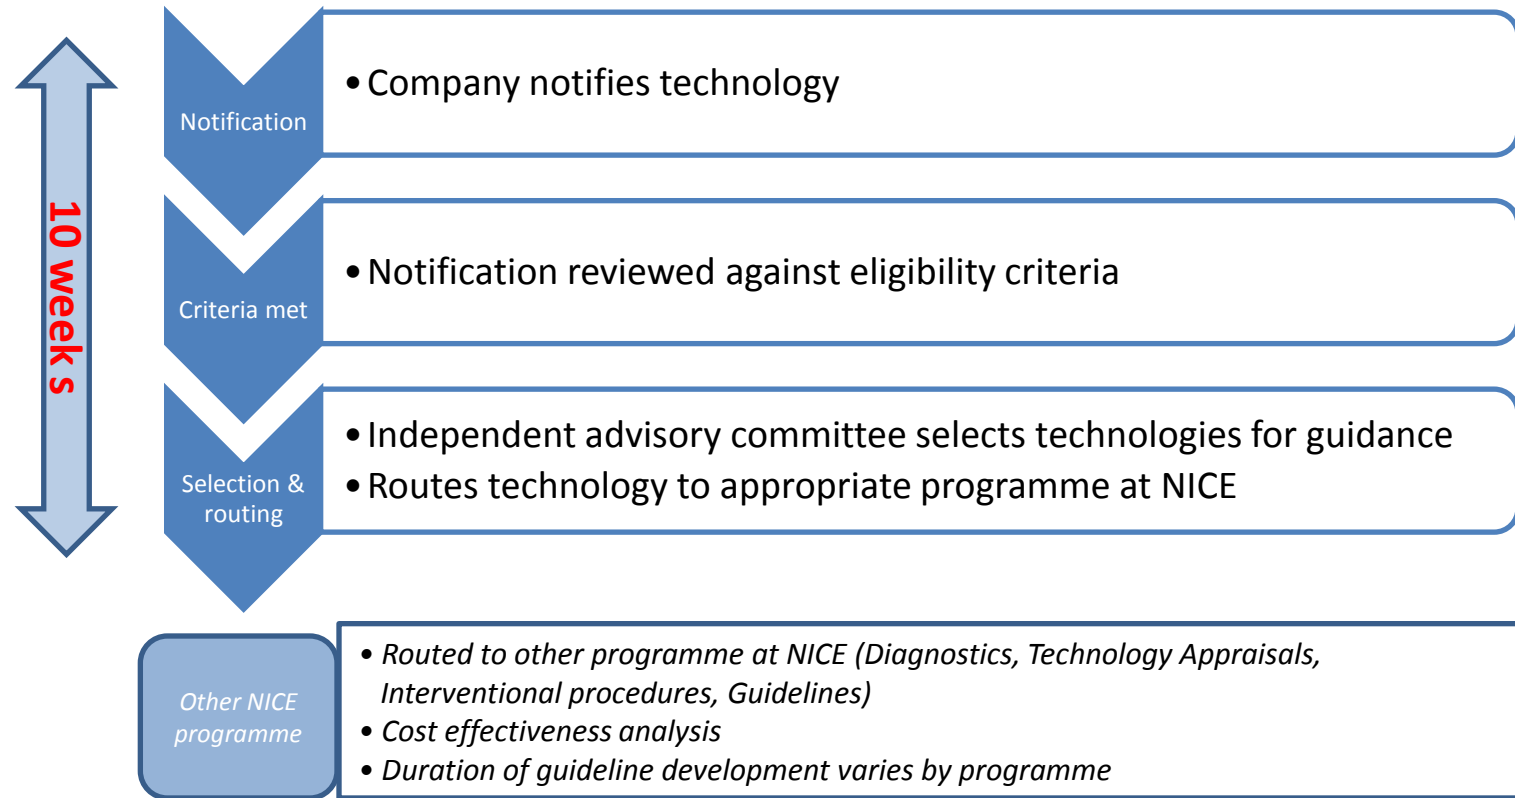 10 weeks
Notification
• Company notifies technology
Criteria met
• Notification reviewed against eligibility criteria
Selection &
routing
• Independent advisory committee selects technologies for guidance
• Routes technology to appropriate programme at NICE
Other NICE
programme
• Routed to other programme at NICE (Diagnostics, Technology Appraisals,
Interventional procedures, Guidelines)
• Cost effectiveness analysis
• Duration of guideline development varies by programme